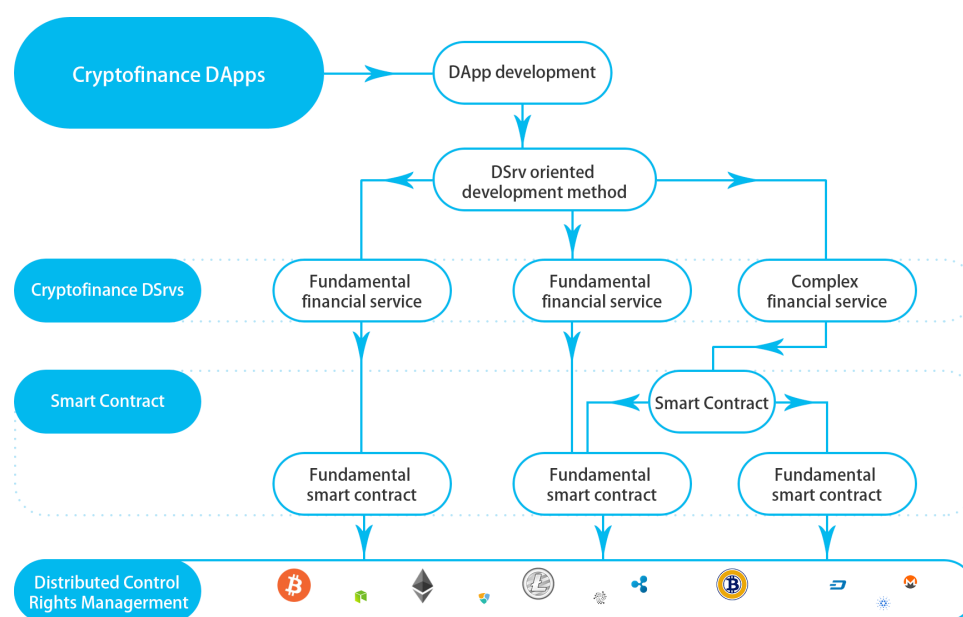 Cryptofinance DApps
DApp development
DSrv oriented
development method
Cryptofinance DSrvs
Fundamental
financial service
Fundamental
financial service
Complex
financial service
Smart Contract
Smart Contract
Fundamental
smart contract
Fundamental
smart contract
Fundamental
smart contract
Distributed Control
Rights Managerment